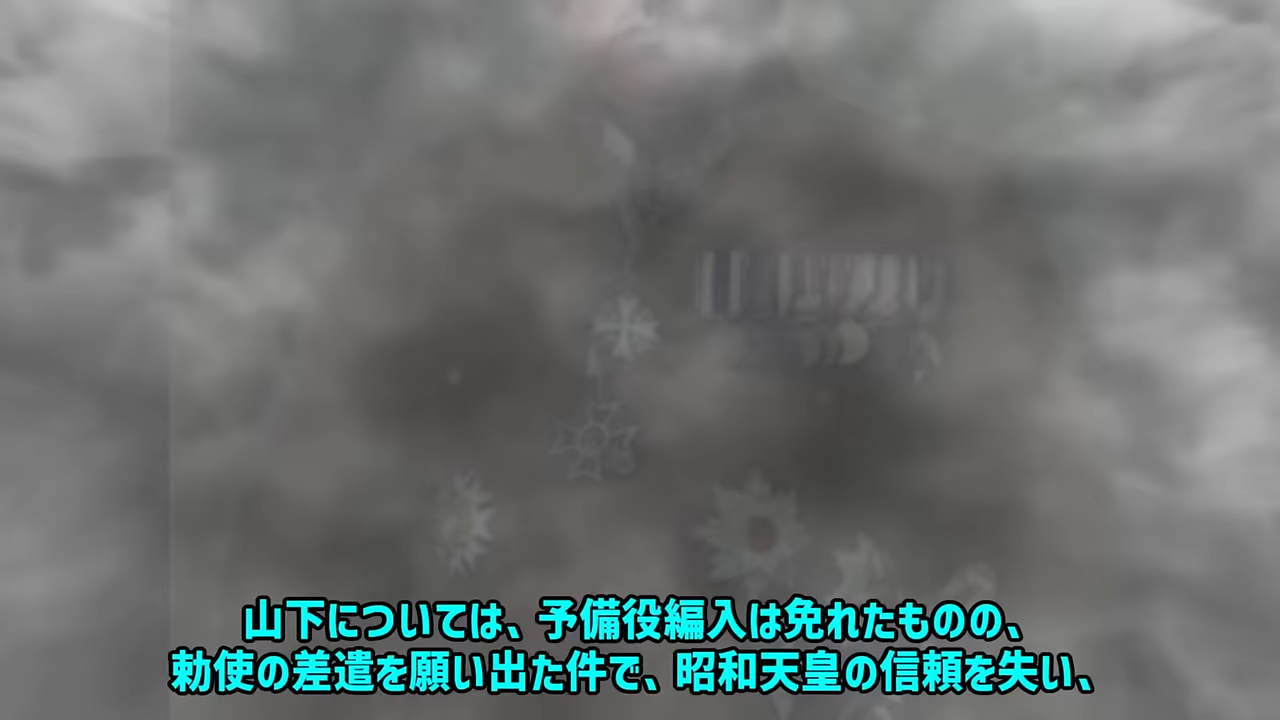 山下については、予備役編入は免れたものの、
勅使の差遣を願い出た件で、昭和天皇の信頼を失い、